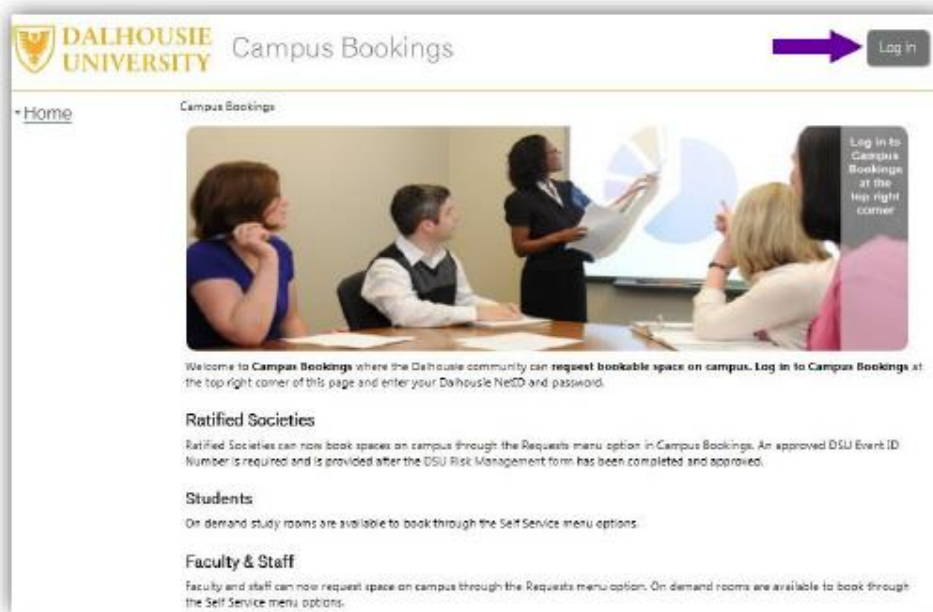 DALHOUSIE
UNIVERSITY
Campus Bookings
Log in
Home
Campus Bookings
Log in to
Campus
Bookings
at the
top right
corner
Welcome to Campus Bookings where the Dalhousie community can request bookable space on campus. Log in to Campus Bookings at
the top right corner of this page and enter your Dalhousie NetID and password.
Ratified Societies
Ratified Societies can now book spaces on campus through the Requests menu option in Campus Bookings. An approved DSU Event ID
Number is required and is provided after the DSU Risk Management form has been completed and approved.
Students
On demand study rooms are available to book through the Self Service menu options.
Faculty & Staff
Faculty and staff can now request space on campus through the Requests menu option. On demand rooms are available to book through
the Self Service menu options.